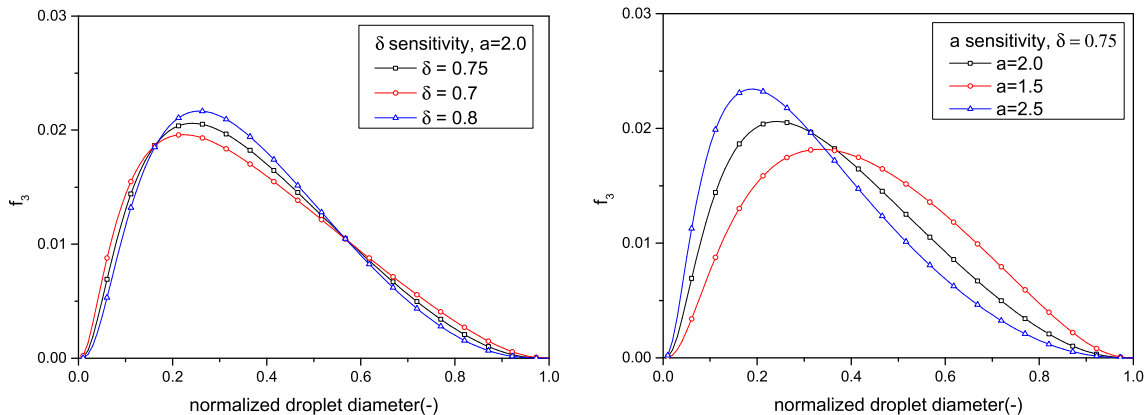 0.03
0.02
0.01
0.00
f3
0.0
0.2
0.4
0.6
0.8
1.0
normalized droplet diameter(-)
δ sensitivity, a=2.0
δ = 0.75
δ = 0.7
δ = 0.8
0.03
0.02
0.01
0.00
f3
0.0
0.2
0.4
0.6
0.8
1.0
normalized droplet diameter(-)
a sensitivity, δ = 0.75
a=2.0
a=1.5
a=2.5